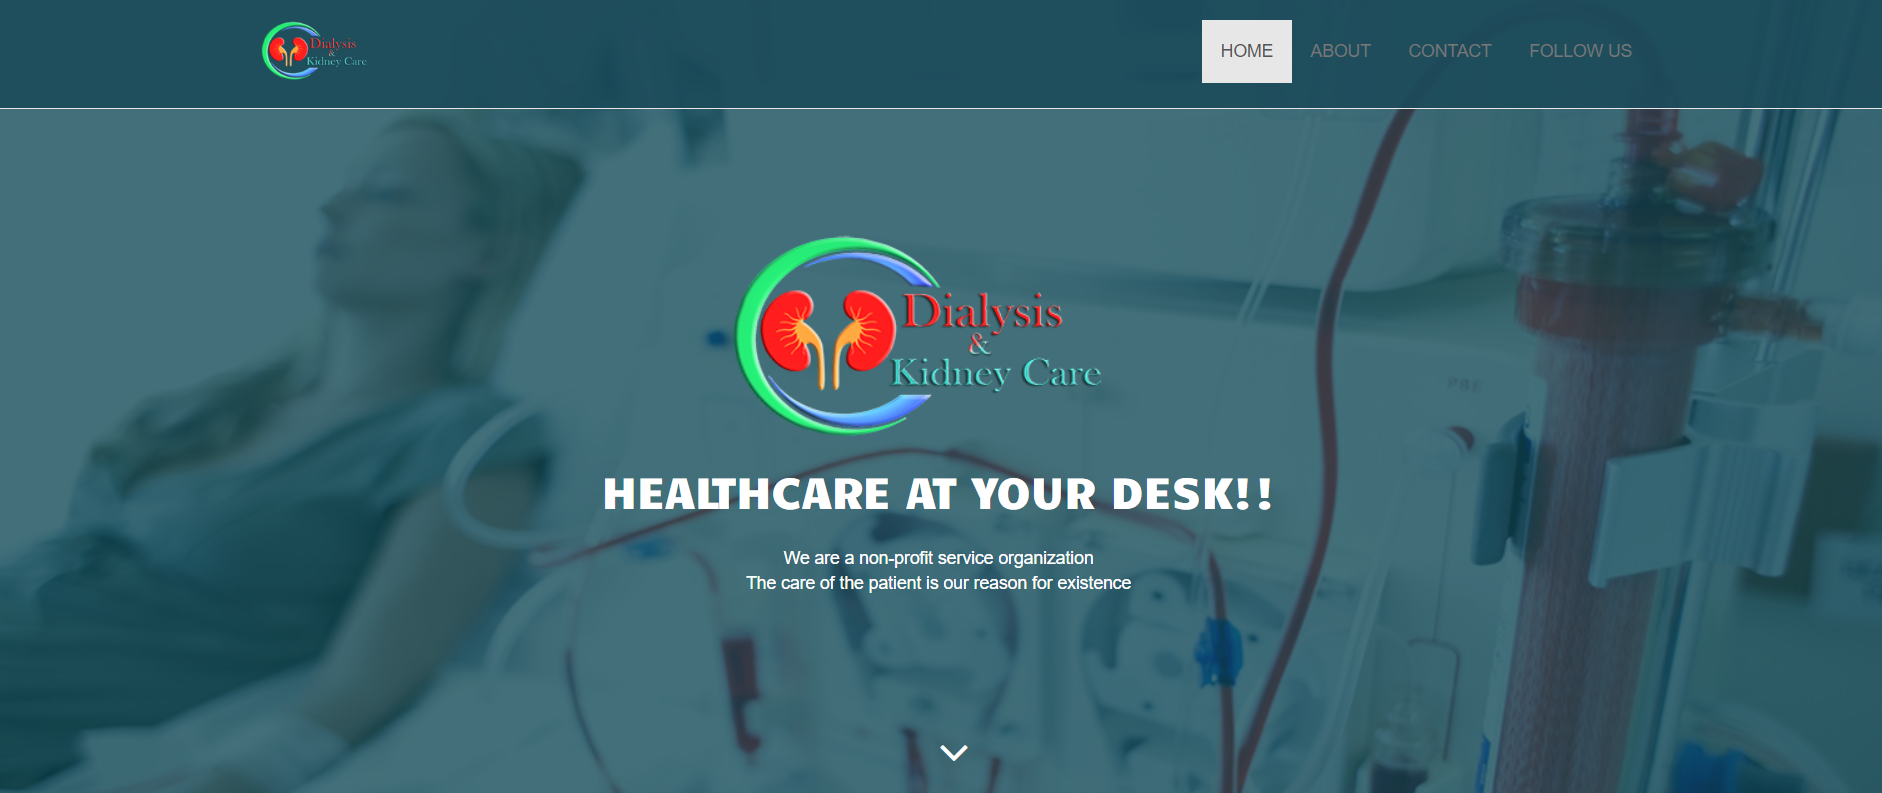 Dialysis
&
Kidney Care
HOME ABOUT CONTACT FOLLOW US
Dialysis
&
Kidney Care
HEALTHCARE AT YOUR DESK!!
We are a non-profit service organization
The care of the patient is our reason for existence
PBE